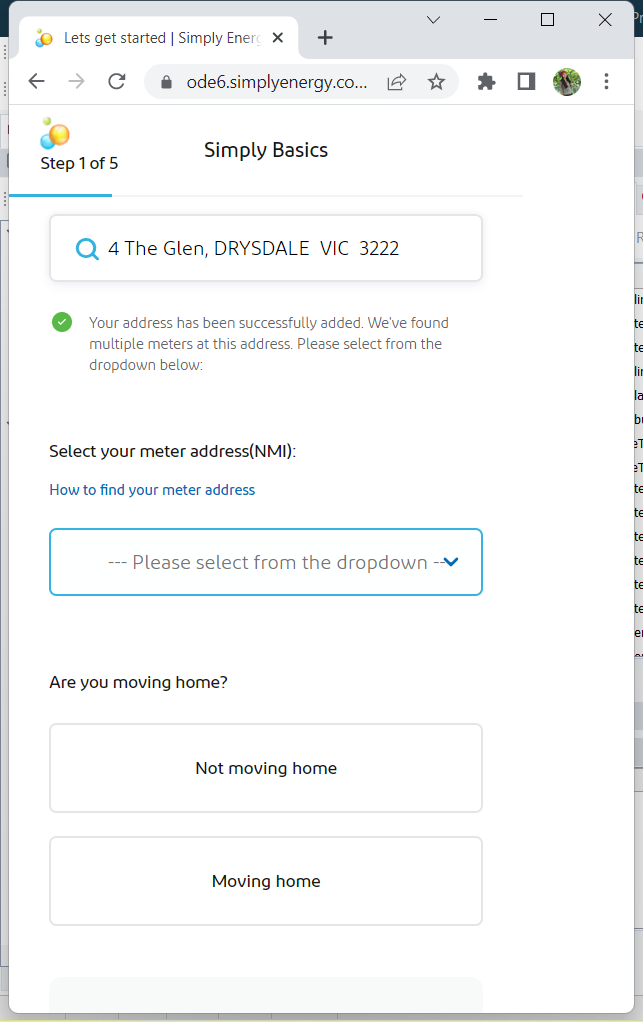 Lets get started | Simply Energ
ode6.simplyenergy.co...
Step 1 of 5
Simply Basics
4 The Glen, DRYSDALE VIC 3222
Your address has been successfully added. We've found
multiple meters at this address. Please select from the
dropdown below:
Select your meter address(NMI):
How to find your meter address
--- Please select from the dropdown --
Are you moving home?
Not moving home
Moving home